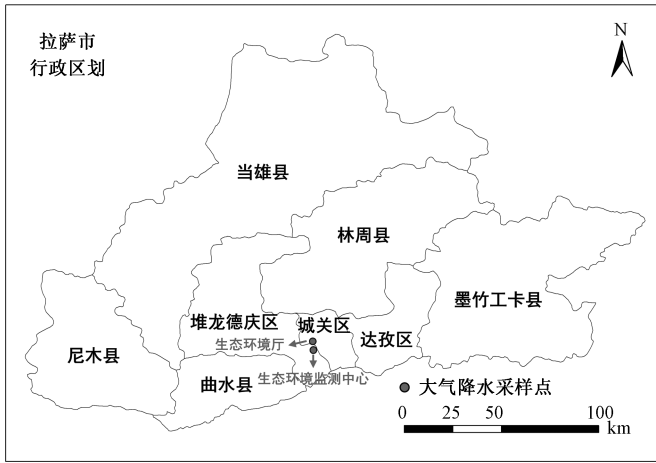 拉萨市
行政区划
N
当雄县
林周县
墨竹工卡县
堆龙德庆区
城关区
达孜区
生态环境厅
尼木县
曲水县
生态环境监测中心
大气降水采样点
0 25 50 100
km